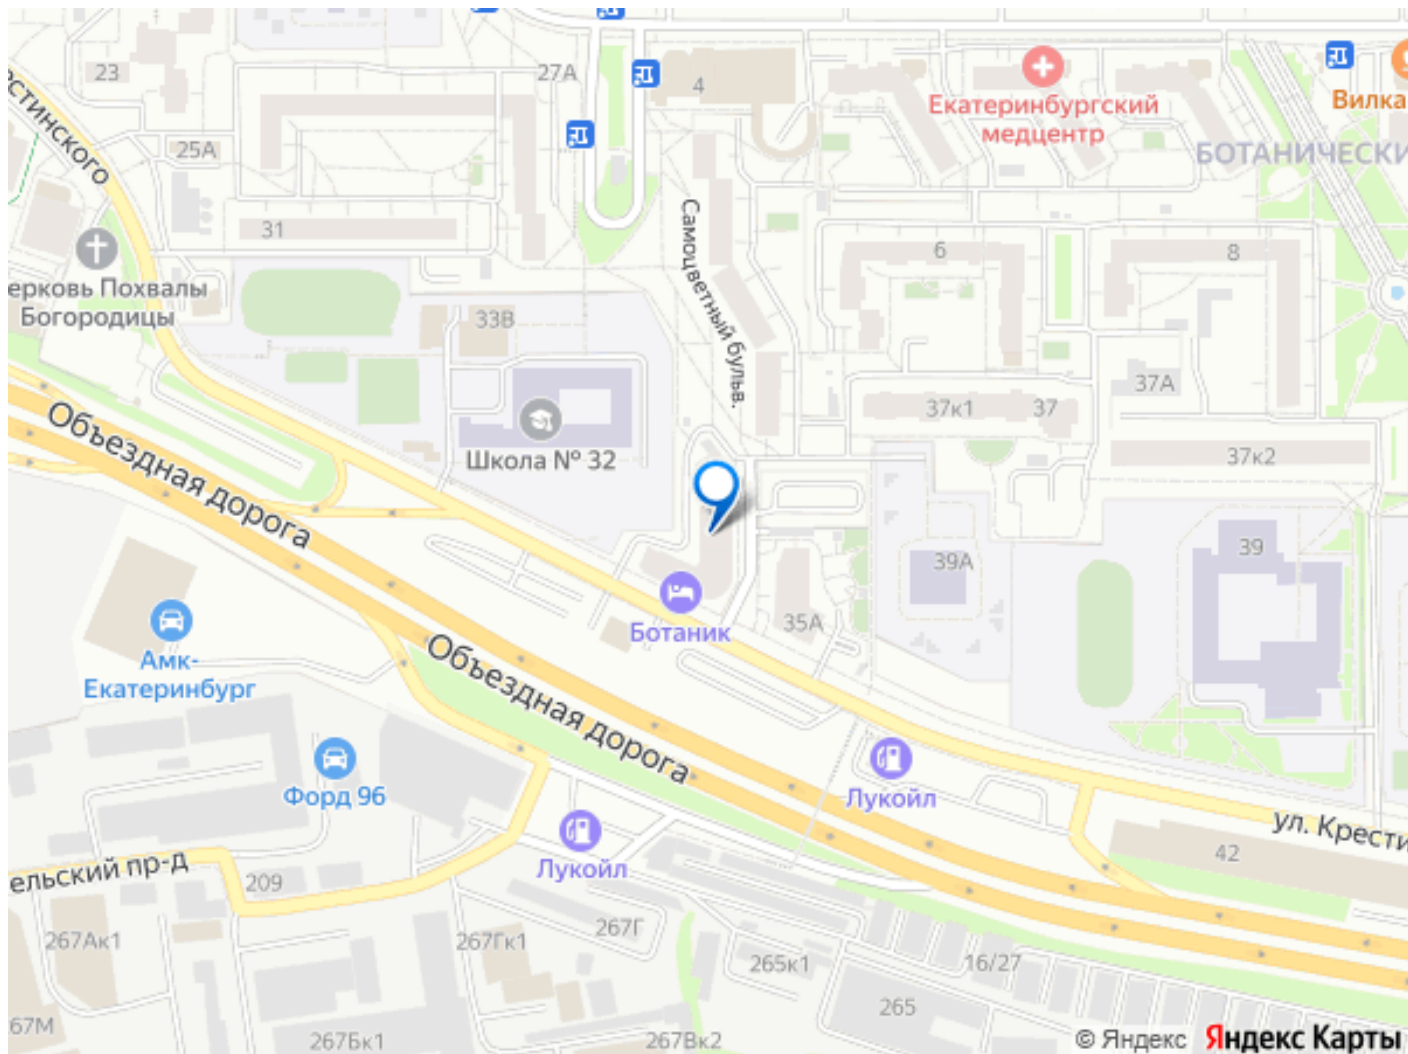 23
27А
4
Екатеринбургский
медцентр
Вилка
БОТАНИЧЕСКИ
естинского
25А
31
Самоцветный бульв.
6
8
ерковь Похвалы
Богородицы
33В
37А
37к1
37
Школа № 32
37к2
Объездная дорога
39А
39
35А
Ботаник
Амк-
Екатеринбург
Объездная дорога
Форд 96
Лукойл
Лукойл
ул. Крести
42
ельский пр-д
209
267Ак1
267Гк1
267Г
265к1
16/27
265
67М
267Бк1
267Вк2
© Яндекс Яндекс Карты